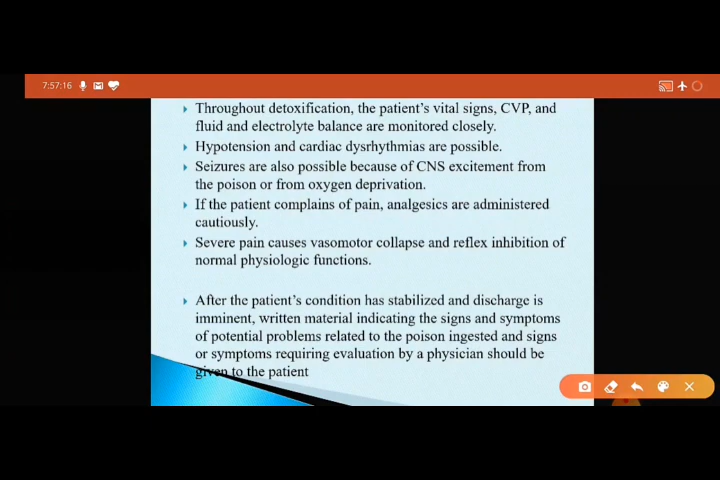 7:57:16
Throughout detoxification, the patient's vital signs, CVP, and
fluid and electrolyte balance are monitored closely.
Hypotension and cardiac dysrhythmias are possible.
Seizures are also possible because of CNS excitement from
the poison or from oxygen deprivation.
If the patient complains of pain, analgesics are administered
cautiously.
Severe pain causes vasomotor collapse and reflex inhibition of
normal physiologic functions.
After the patient's condition has stabilized and discharge is
imminent, written material indicating the signs and symptoms
of potential problems related to the poison ingested and signs
or symptoms requiring evaluation by a physician should be
given to the patient